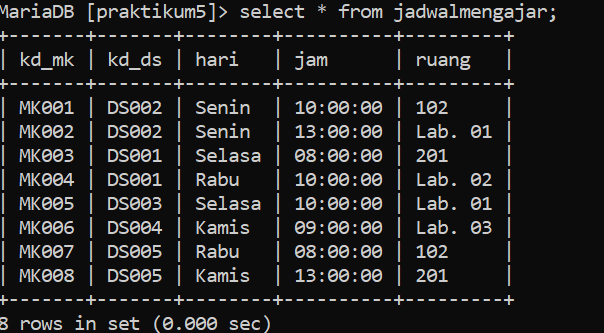 MariaDB [praktikum5]> select * from jadwalmengajar;
+-------+-------+--------+----------+---------+
| kd_mk | kd_ds | hari   | jam      | ruang   |
+-------+-------+--------+----------+---------+
| MK001 | DS002 | Senin  | 10:00:00 | 102     |
| MK002 | DS002 | Senin  | 13:00:00 | Lab. 01 |
| MK003 | DS001 | Selasa | 08:00:00 | 201     |
| MK004 | DS001 | Rabu   | 10:00:00 | Lab. 02 |
| MK005 | DS003 | Selasa | 10:00:00 | Lab. 01 |
| MK006 | DS004 | Kamis  | 09:00:00 | Lab. 03 |
| MK007 | DS005 | Rabu   | 08:00:00 | 102     |
| MK008 | DS005 | Kamis  | 13:00:00 | 201     |
+-------+-------+--------+----------+---------+
8 rows in set (0.000 sec)